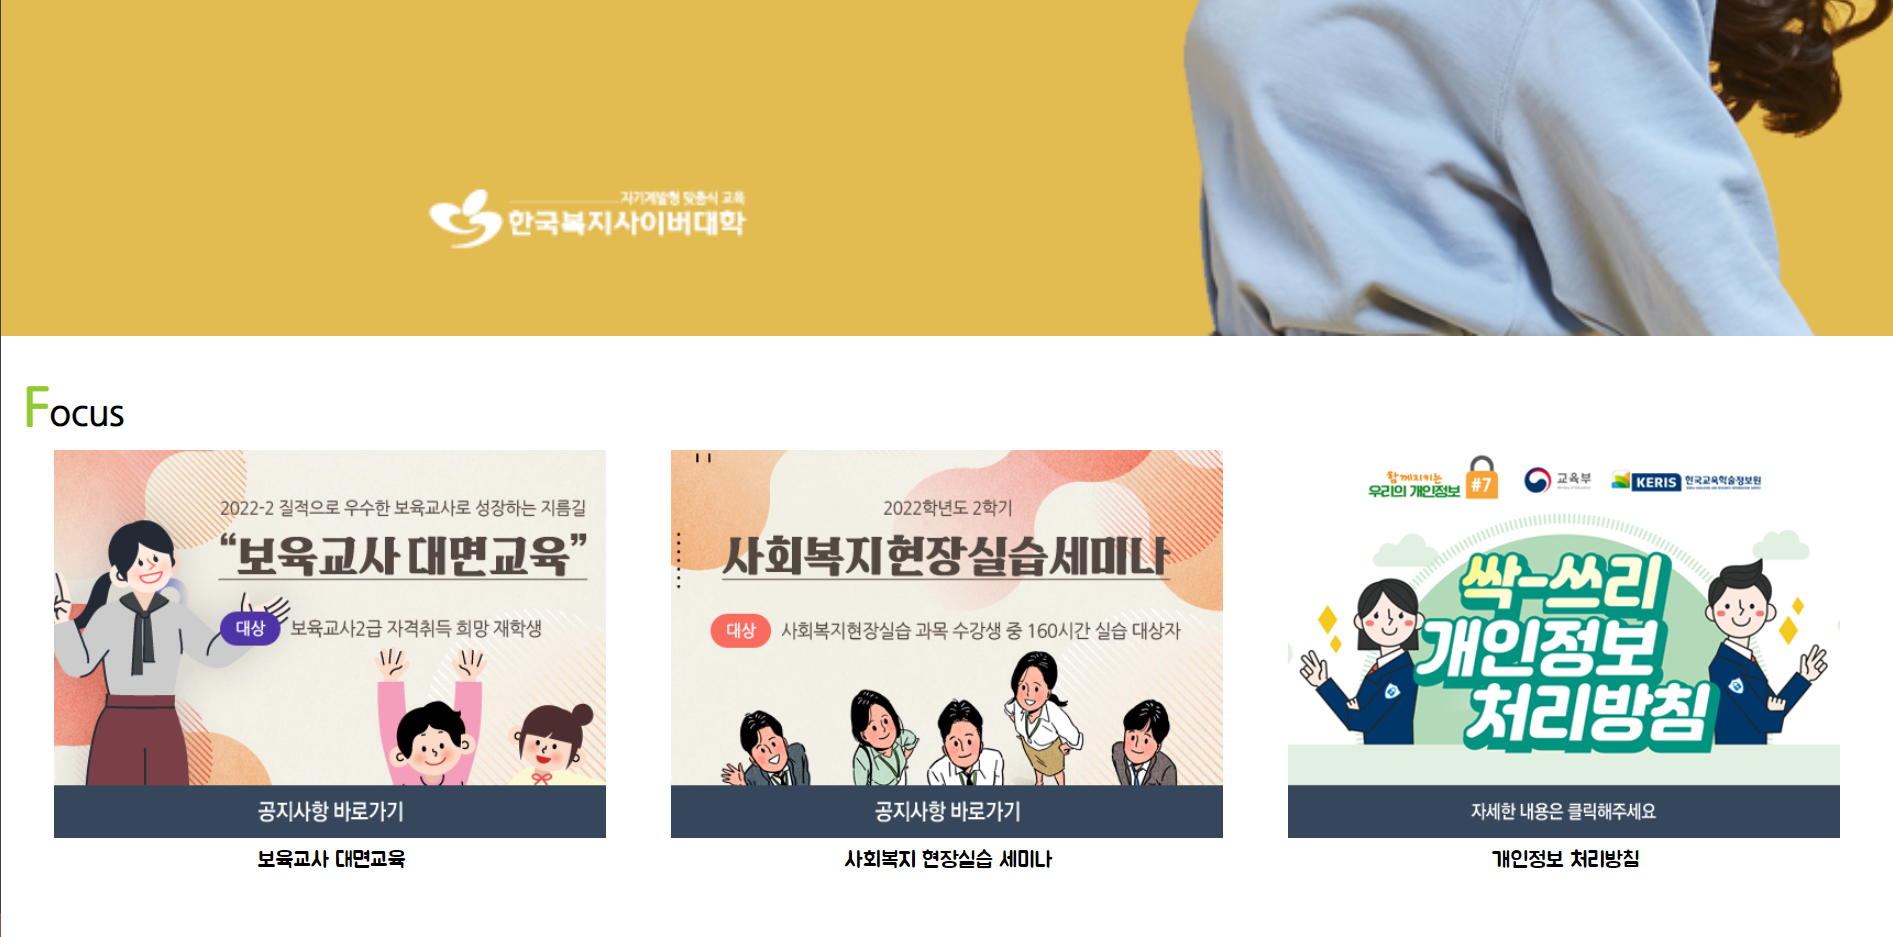 자기계발형 맞춤식 교육
한국복지사이버대학
Focus
2022-2 질적으로 우수한 보육교사로 성장하는 지름길
“보육교사 대면교육”
대상 보육교사2급 자격취득 희망 재학생
공지사항 바로가기
보육교사 대면교육
2022학년도 2학기
사회복지현장실습세미나
대상 사회복지현장실습 과목 수강생 중 160시간 실습 대상자
공지사항 바로가기
사회복지 현장실습 세미나
함께지키는
우리의 개인정보 #7
교육부
KERIS 한국교육학술정보원
싹-쓰리
개인정보
처리방침
자세한 내용은 클릭해주세요
개인정보 처리방침